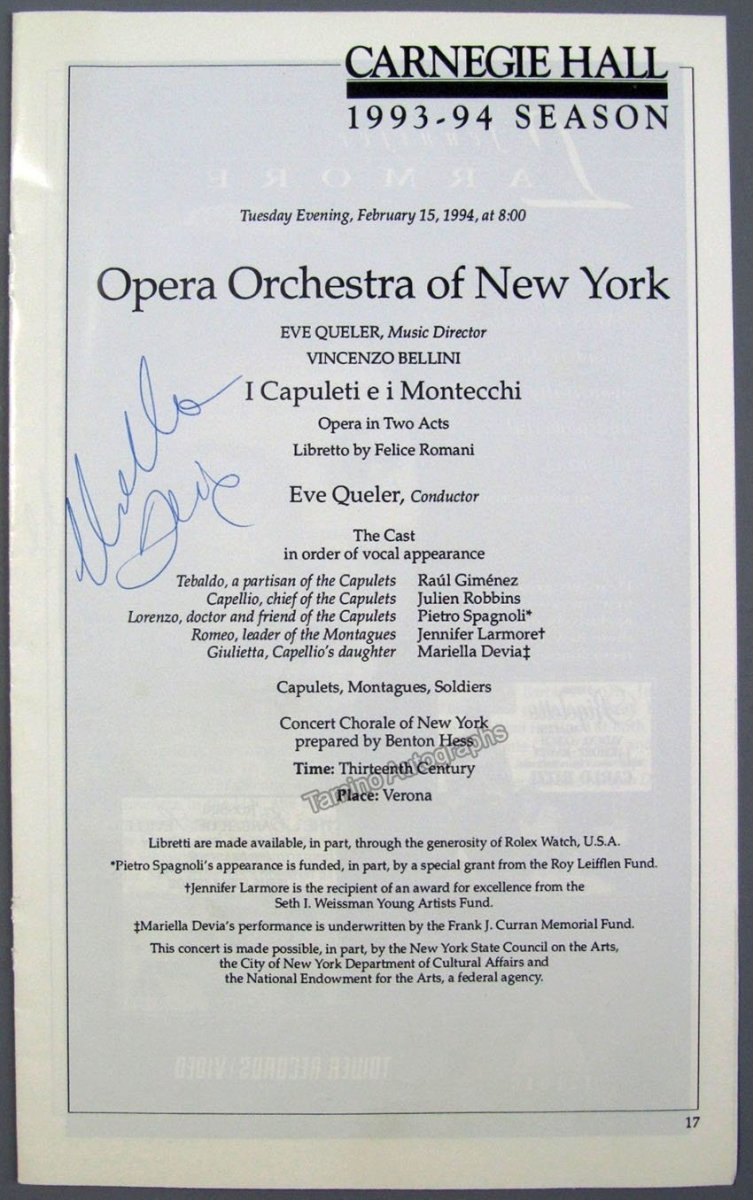 CARNEGIE HALL
1993-94 SEASON
Tuesday Evening, February 15, 1994, at 8:00
Opera Orchestra of New York
EVE QUELER, Music Director
VINCENZO BELLINI
I Capuleti e i Montecchi
Opera in Two Acts
Libretto by Felice Romani
Mariella
Devia
Eve Queler, Conductor
The Cast
in order of vocal appearance
Tebaldo, a partisan of the Capulets Raúl Giménez
Capellio, chief of the Capulets Julien Robbins
Lorenzo, doctor and friend of the Capulets Pietro Spagnoli*
Romeo, leader of the Montagues Jennifer Larmore†
Giulietta, Capellio's daughter Mariella Devia‡
Capulets, Montagues, Soldiers
Concert Chorale of New York
prepared by Benton Hess
Tamino Autographs
Time: Thirteenth Century
Place: Verona
Libretti are made available, in part, through the generosity of Rolex Watch, U.S.A.
*Pietro Spagnoli's appearance is funded, in part, by a special grant from the Roy Leifflen Fund.
†Jennifer Larmore is the recipient of an award for excellence from the
Seth I. Weissman Young Artists Fund.
‡Mariella Devia's performance is underwritten by the Frank J. Curran Memorial Fund.
This concert is made possible, in part, by the New York State Council on the Arts,
the City of New York Department of Cultural Affairs and
the National Endowment for the Arts, a federal agency.
17